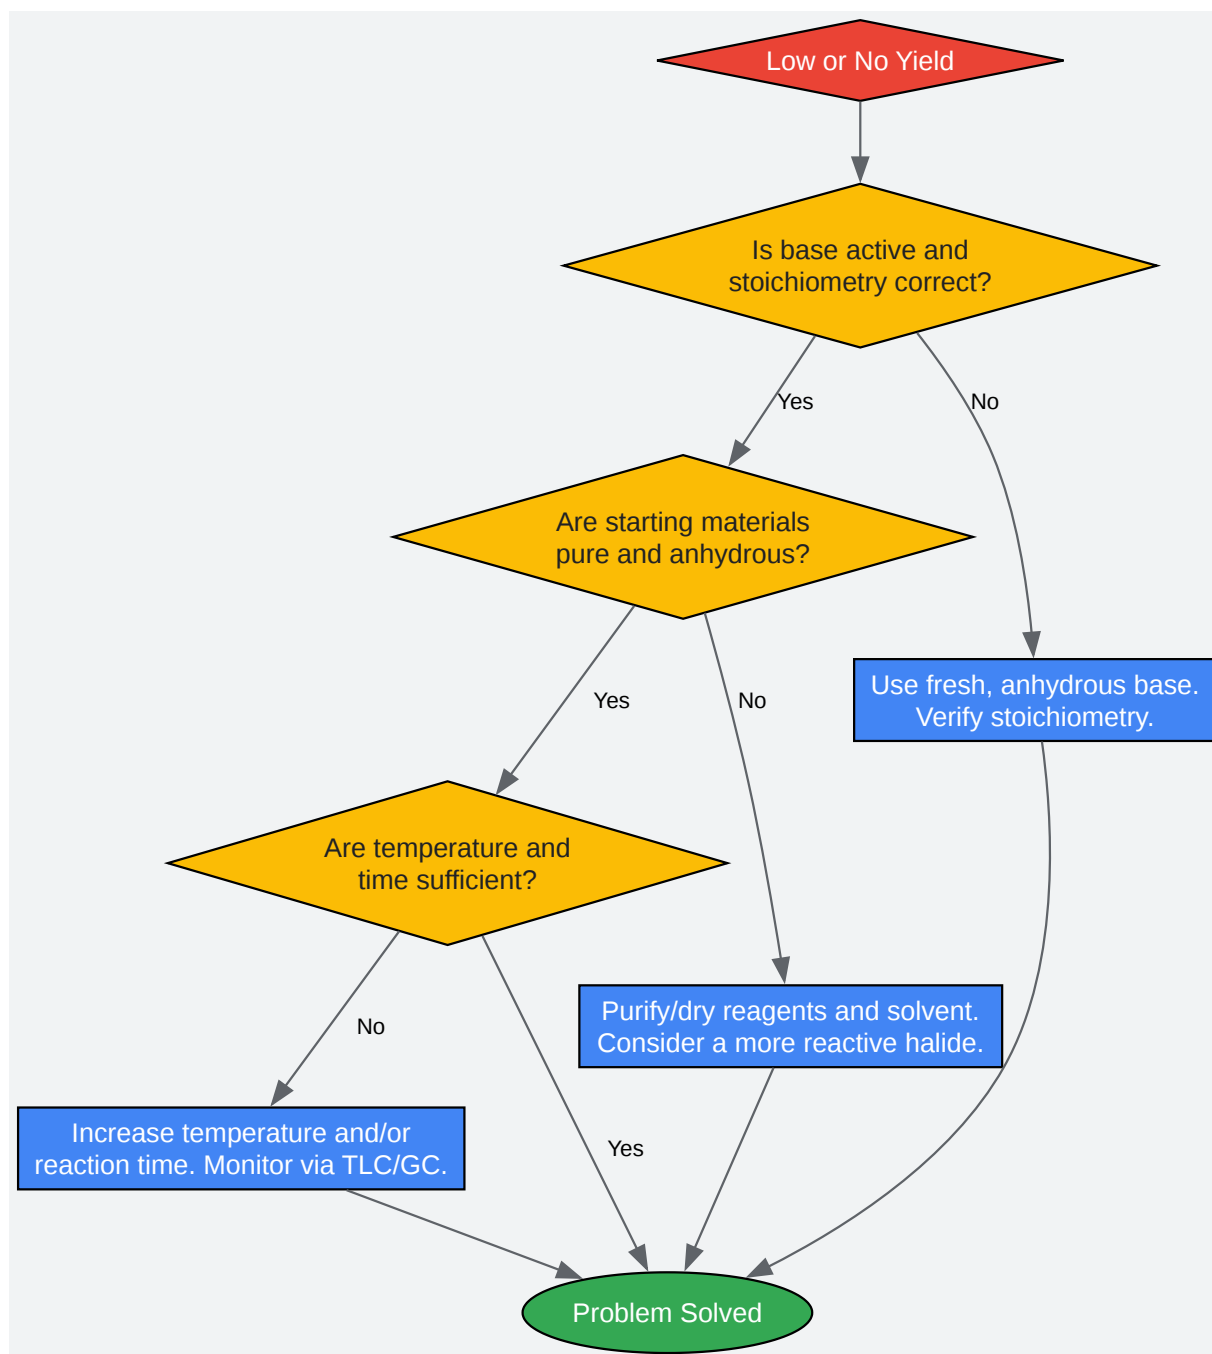 Low or No Yield
Is base active and
stoichiometry correct?
Yes
No
Are starting materials
pure and anhydrous?
Use fresh, anhydrous base.
Verify stoichiometry.
Yes
No
Are temperature and
time sufficient?
Purify/dry reagents and solvent.
Consider a more reactive halide.
No
Increase temperature and/or
reaction time. Monitor via TLC/GC.
Yes
Problem Solved